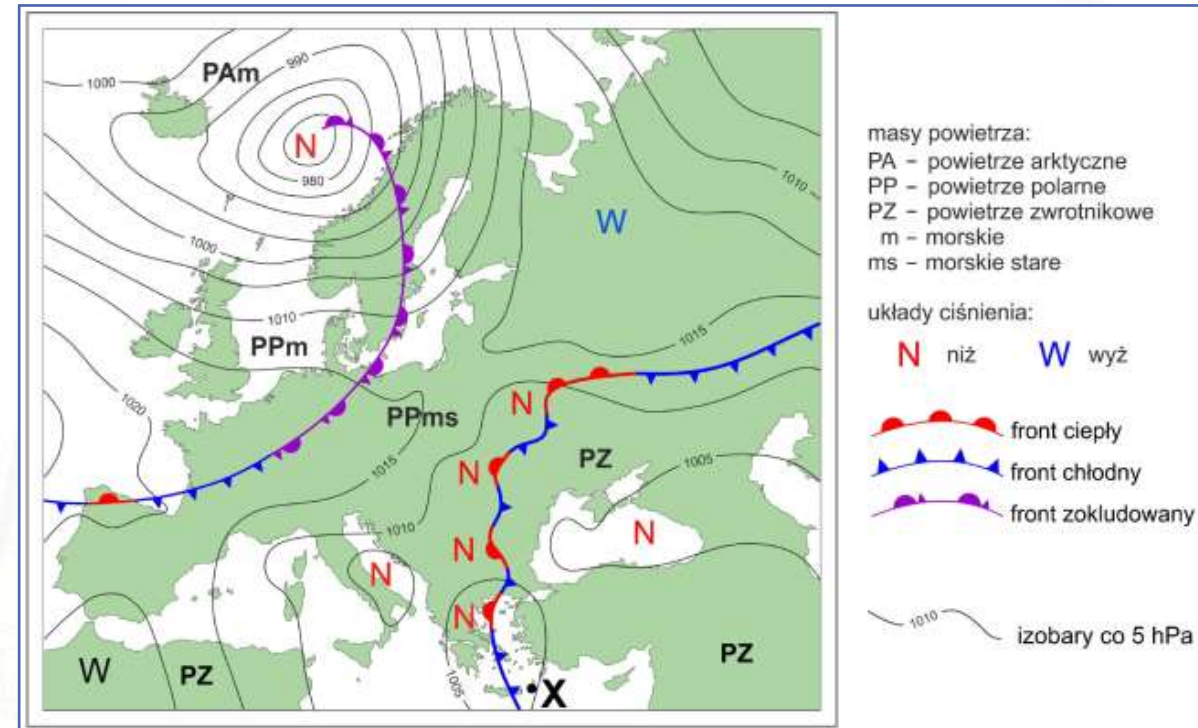 PAm
1000
990
N
980
1010
W
1000
1010
PPm
1015
1020
N
PPms
1015
N
PZ
1005
1010
N
N
N
N
W
PZ
1005
PZ
X
masy powietrza:
PA – powietrze arktyczne
PP – powietrze polarne
PZ – powietrze zwrotnikowe
m – morskie
ms – morskie stare
układy ciśnienia:
N niż W wyż
front ciepły
front chłodny
front zokludowany
1010 izobary co 5 hPa